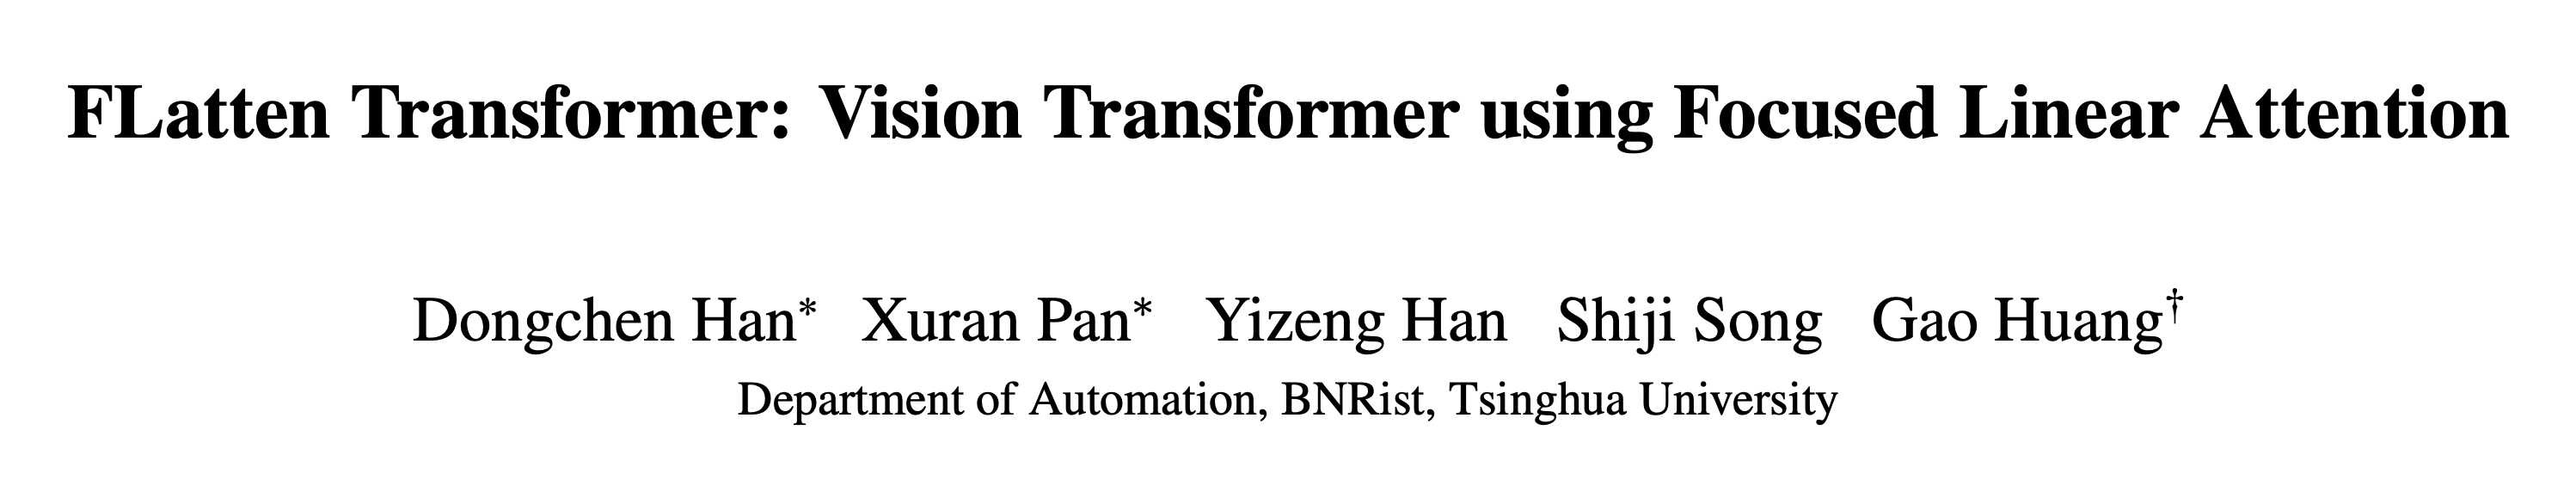 FLatten Transformer: Vision Transformer using Focused Linear Attention
Dongchen Han* Xuran Pan* Yizeng Han Shiji Song Gao Huang†
Department of Automation, BNRist, Tsinghua University